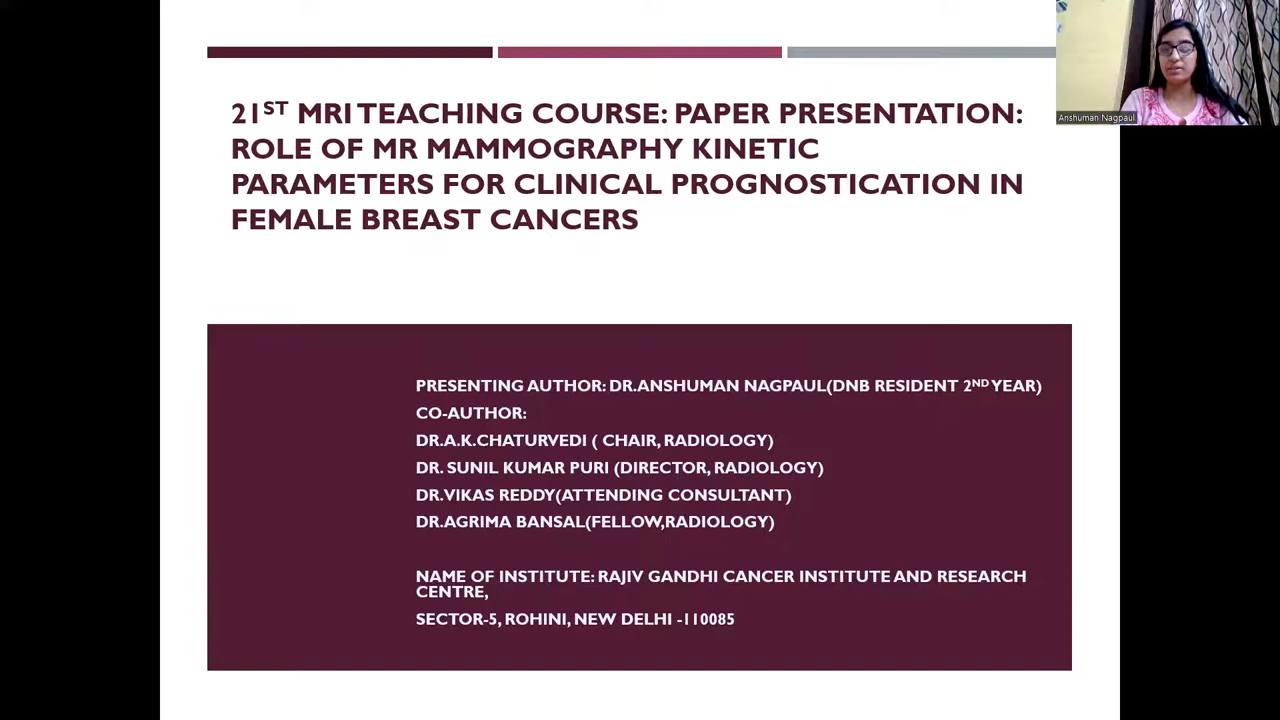 21ST MRI TEACHING COURSE: PAPER PRESENTATION:
ROLE OF MR MAMMOGRAPHY KINETIC
PARAMETERS FOR CLINICAL PROGNOSTICATION IN
FEMALE BREAST CANCERS
Anshuman Nagpaul
PRESENTING AUTHOR: DR.ANSHUMAN NAGPAUL(DNB RESIDENT 2ND YEAR)
CO-AUTHOR:
DR.A.K.CHATURVEDI ( CHAIR, RADIOLOGY)
DR. SUNIL KUMAR PURI (DIRECTOR, RADIOLOGY)
DR.VIKAS REDDY(ATTENDING CONSULTANT)
DR.AGRIMA BANSAL(FELLOW,RADIOLOGY)
NAME OF INSTITUTE: RAJIV GANDHI CANCER INSTITUTE AND RESEARCH
CENTRE,
SECTOR-5, ROHINI, NEW DELHI -110085